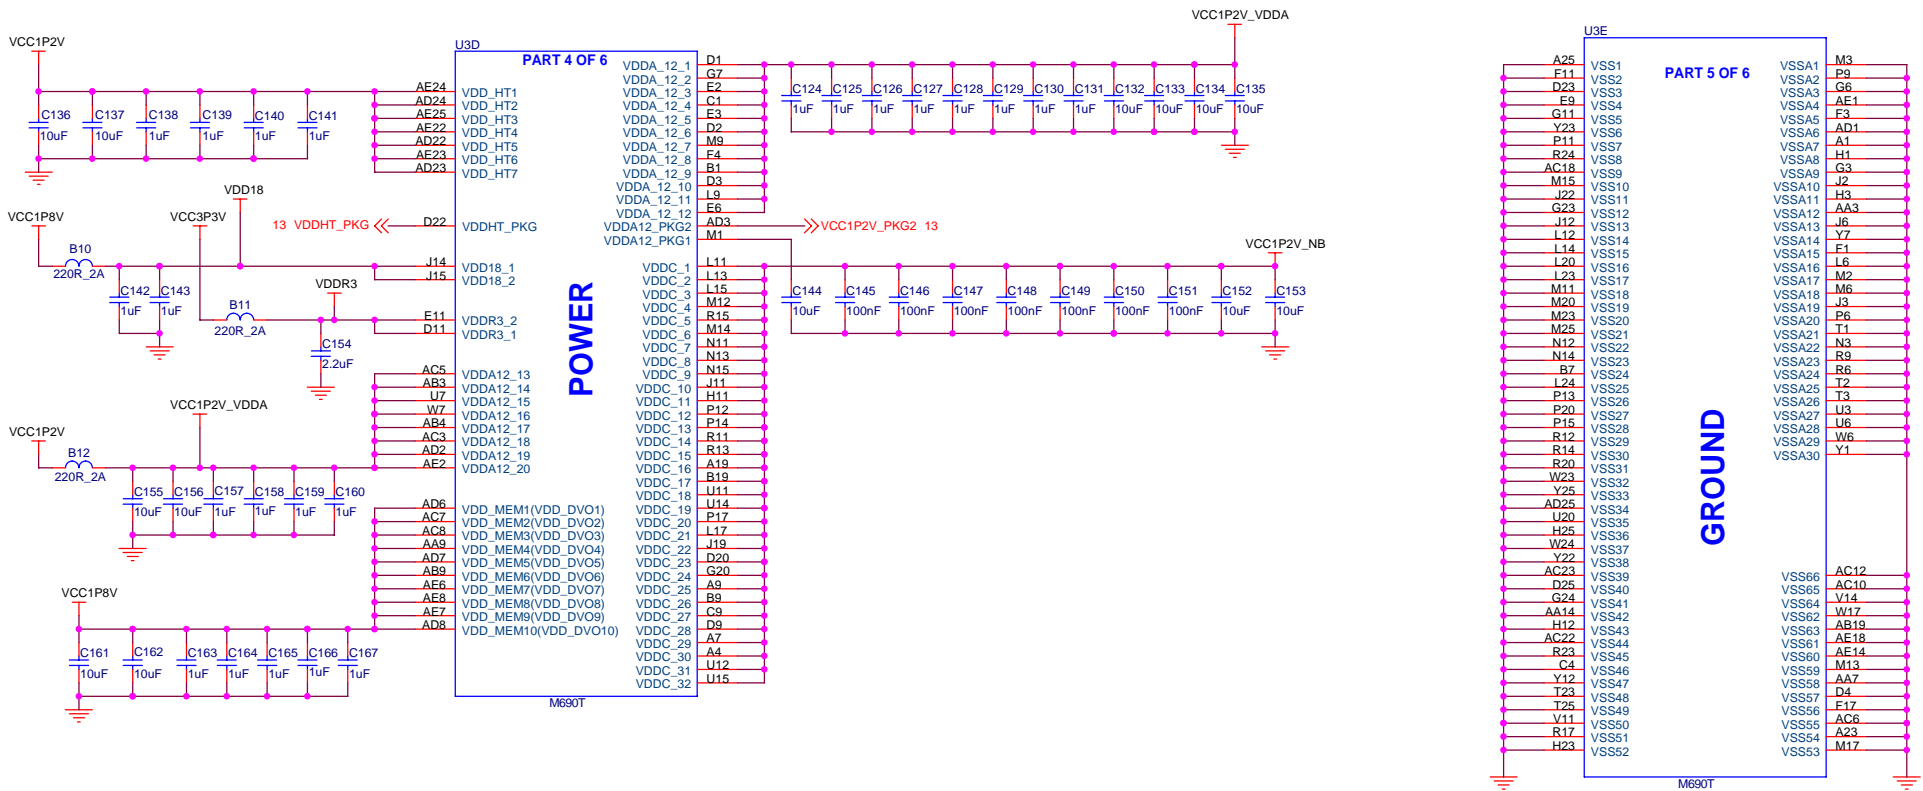 VCC1P2V
C136
10uF
C137
10uF
C138
1uF
C139
1uF
C140
1uF
C141
1uF
VDD18
VCC1P8V
VCC3P3V
13 VDDHT_PKG
B10
220R_2A
C142
1uF
C143
1uF
B11
220R_2A
VDDR3
C154
2.2uF
VCC1P2V_VDDA
VCC1P2V
B12
220R_2A
C155
10uF
C156
10uF
C157
1uF
C158
1uF
C159
1uF
C160
1uF
VCC1P8V
C161
10uF
C162
10uF
C163
1uF
C164
1uF
C165
1uF
C166
1uF
C167
1uF
U3D
PART 4 OF 6
POWER
M690T
AE24 VDD_HT1
AD24 VDD_HT2
AE25 VDD_HT3
AE22 VDD_HT4
AD22 VDD_HT5
AE23 VDD_HT6
AD23 VDD_HT7
D22 VDDHT_PKG
J14 VDD18_1
J15 VDD18_2
E11 VDDR3_2
D11 VDDR3_1
AC5 VDDA12_13
AB3 VDDA12_14
U7 VDDA12_15
W7 VDDA12_16
AB4 VDDA12_17
AC3 VDDA12_18
AD2 VDDA12_19
AE2 VDDA12_20
AD6 VDD_MEM1(VDD_DVO1)
AC7 VDD_MEM2(VDD_DVO2)
AC8 VDD_MEM3(VDD_DVO3)
AA9 VDD_MEM4(VDD_DVO4)
AD7 VDD_MEM5(VDD_DVO5)
AB9 VDD_MEM6(VDD_DVO6)
AE6 VDD_MEM7(VDD_DVO7)
AE8 VDD_MEM8(VDD_DVO8)
AE7 VDD_MEM9(VDD_DVO9)
AD8 VDD_MEM10(VDD_DVO10)
VDDA_12_1 D1
VDDA_12_2 G7
VDDA_12_3 E2
VDDA_12_4 C1
VDDA_12_5 E3
VDDA_12_6 D2
VDDA_12_7 M9
VDDA_12_8 F4
VDDA_12_9 B1
VDDA_12_10 D3
VDDA_12_11 L9
VDDA_12_12 E6
VDDA12_PKG2 AD3
VDDA12_PKG1 M1
VDDC_1 L11
VDDC_2 L13
VDDC_3 L15
VDDC_4 M12
VDDC_5 R15
VDDC_6 M14
VDDC_7 N11
VDDC_8 N13
VDDC_9 N15
VDDC_10 J11
VDDC_11 H11
VDDC_12 P12
VDDC_13 P14
VDDC_14 R11
VDDC_15 R13
VDDC_16 A19
VDDC_17 B19
VDDC_18 U11
VDDC_19 U14
VDDC_20 P17
VDDC_21 L17
VDDC_22 J19
VDDC_23 D20
VDDC_24 G20
VDDC_25 A9
VDDC_26 B9
VDDC_27 C9
VDDC_28 D9
VDDC_29 A7
VDDC_30 A4
VDDC_31 U12
VDDC_32 U15
VCC1P2V_VDDA
C124
1uF
C125
1uF
C126
1uF
C127
1uF
C128
1uF
C129
1uF
C130
1uF
C131
1uF
C132
10uF
C133
10uF
C134
10uF
C135
10uF
VCC1P2V_PKG2 13
VCC1P2V_NB
C144
10uF
C145
100nF
C146
100nF
C147
100nF
C148
100nF
C149
100nF
C150
100nF
C151
100nF
C152
10uF
C153
10uF
U3E
PART 5 OF 6
GROUND
M690T
A25 VSS1
F11 VSS2
D23 VSS3
E9 VSS4
G11 VSS5
Y23 VSS6
P11 VSS7
R24 VSS8
AC18 VSS9
M15 VSS10
J22 VSS11
G23 VSS12
J12 VSS13
L12 VSS14
L14 VSS15
L20 VSS16
L23 VSS17
M11 VSS18
M20 VSS19
M23 VSS20
M25 VSS21
N12 VSS22
N14 VSS23
B7 VSS24
L24 VSS25
P13 VSS26
P20 VSS27
P15 VSS28
R12 VSS29
R14 VSS30
R20 VSS31
W23 VSS32
Y25 VSS33
AD25 VSS34
U20 VSS35
H25 VSS36
W24 VSS37
Y22 VSS38
AC23 VSS39
D25 VSS40
G24 VSS41
AA14 VSS42
H12 VSS43
AC22 VSS44
R23 VSS45
C4 VSS46
Y12 VSS47
T23 VSS48
T25 VSS49
V11 VSS50
R17 VSS51
H23 VSS52
VSSA1 M3
VSSA2 P9
VSSA3 G6
VSSA4 AE1
VSSA5 F3
VSSA6 AD1
VSSA7 A1
VSSA8 H1
VSSA9 G3
VSSA10 J2
VSSA11 H3
VSSA12 AA3
VSSA13 J6
VSSA14 Y7
VSSA15 F1
VSSA16 L6
VSSA17 M2
VSSA18 M6
VSSA19 J3
VSSA20 P6
VSSA21 T1
VSSA22 N3
VSSA23 R9
VSSA24 R6
VSSA25 T2
VSSA26 T3
VSSA27 U3
VSSA28 U6
VSSA29 W6
VSSA30 Y1
VSS66 AC12
VSS65 AC10
VSS64 V14
VSS62 W17
VSS63 AB19
VSS61 AE18
VSS60 AE14
VSS59 M13
VSS58 AA7
VSS57 D4
VSS56 F17
VSS55 AC6
VSS54 A23
VSS53 M17